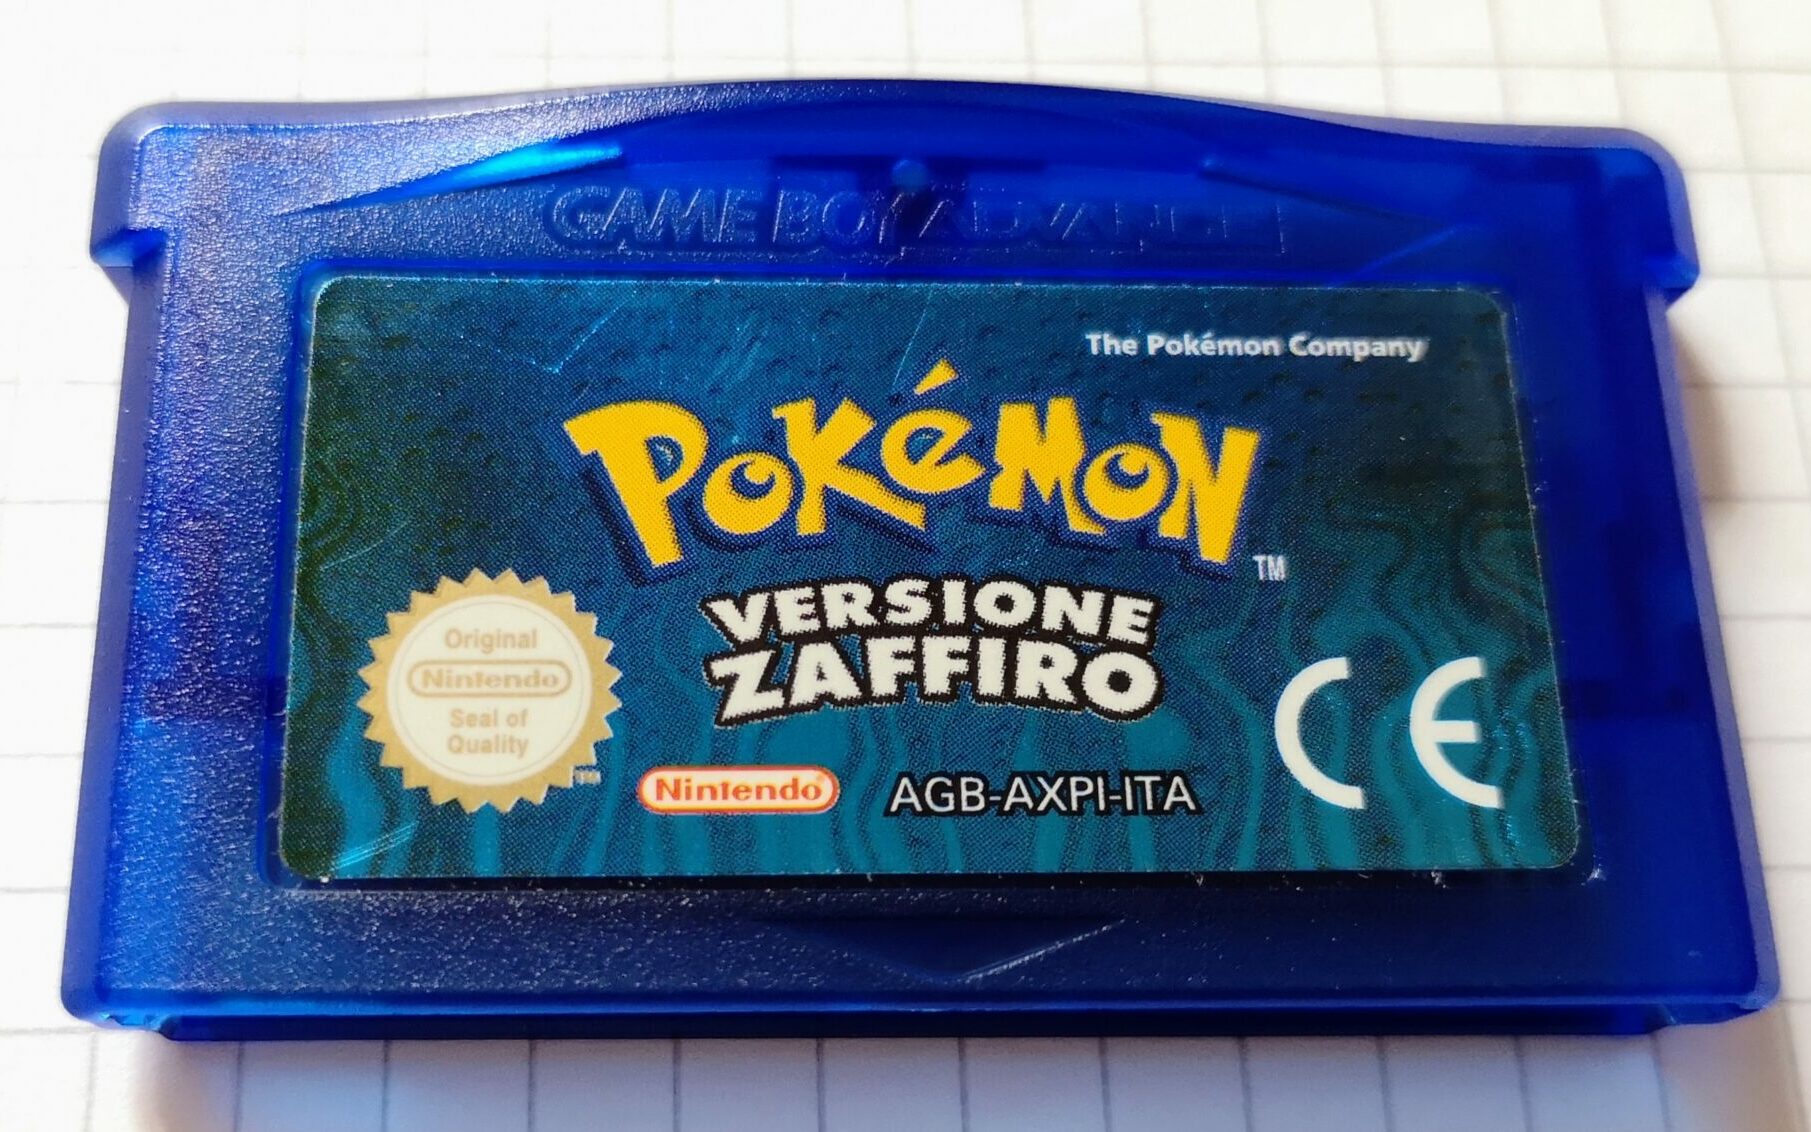 GAME BOY ADVANCE
The Pokémon Company
POKéMON
TM
VERSIONE
ZAFFIRO
Original
Nintendo
Seal of
Quality
TM
Nintendo®
AGB-AXPI-ITA
CE